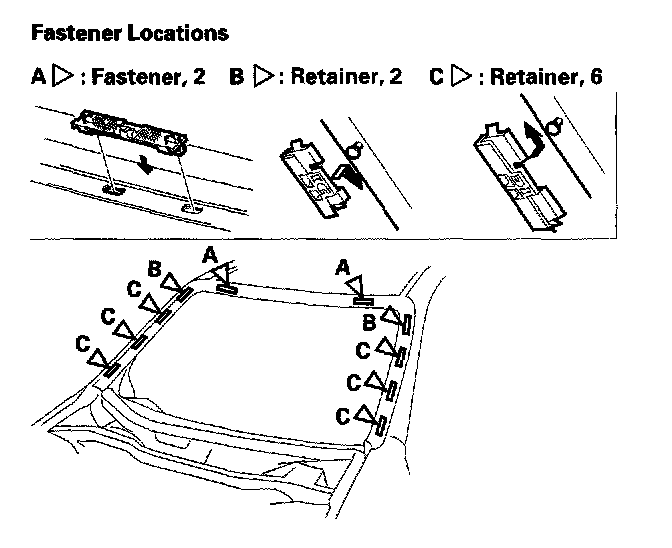 Fastener Locations
A ▷ : Fastener, 2 B ▷ : Retainer, 2 C ▷ : Retainer, 6
A
B
A
C
C
B
C
C
C
C